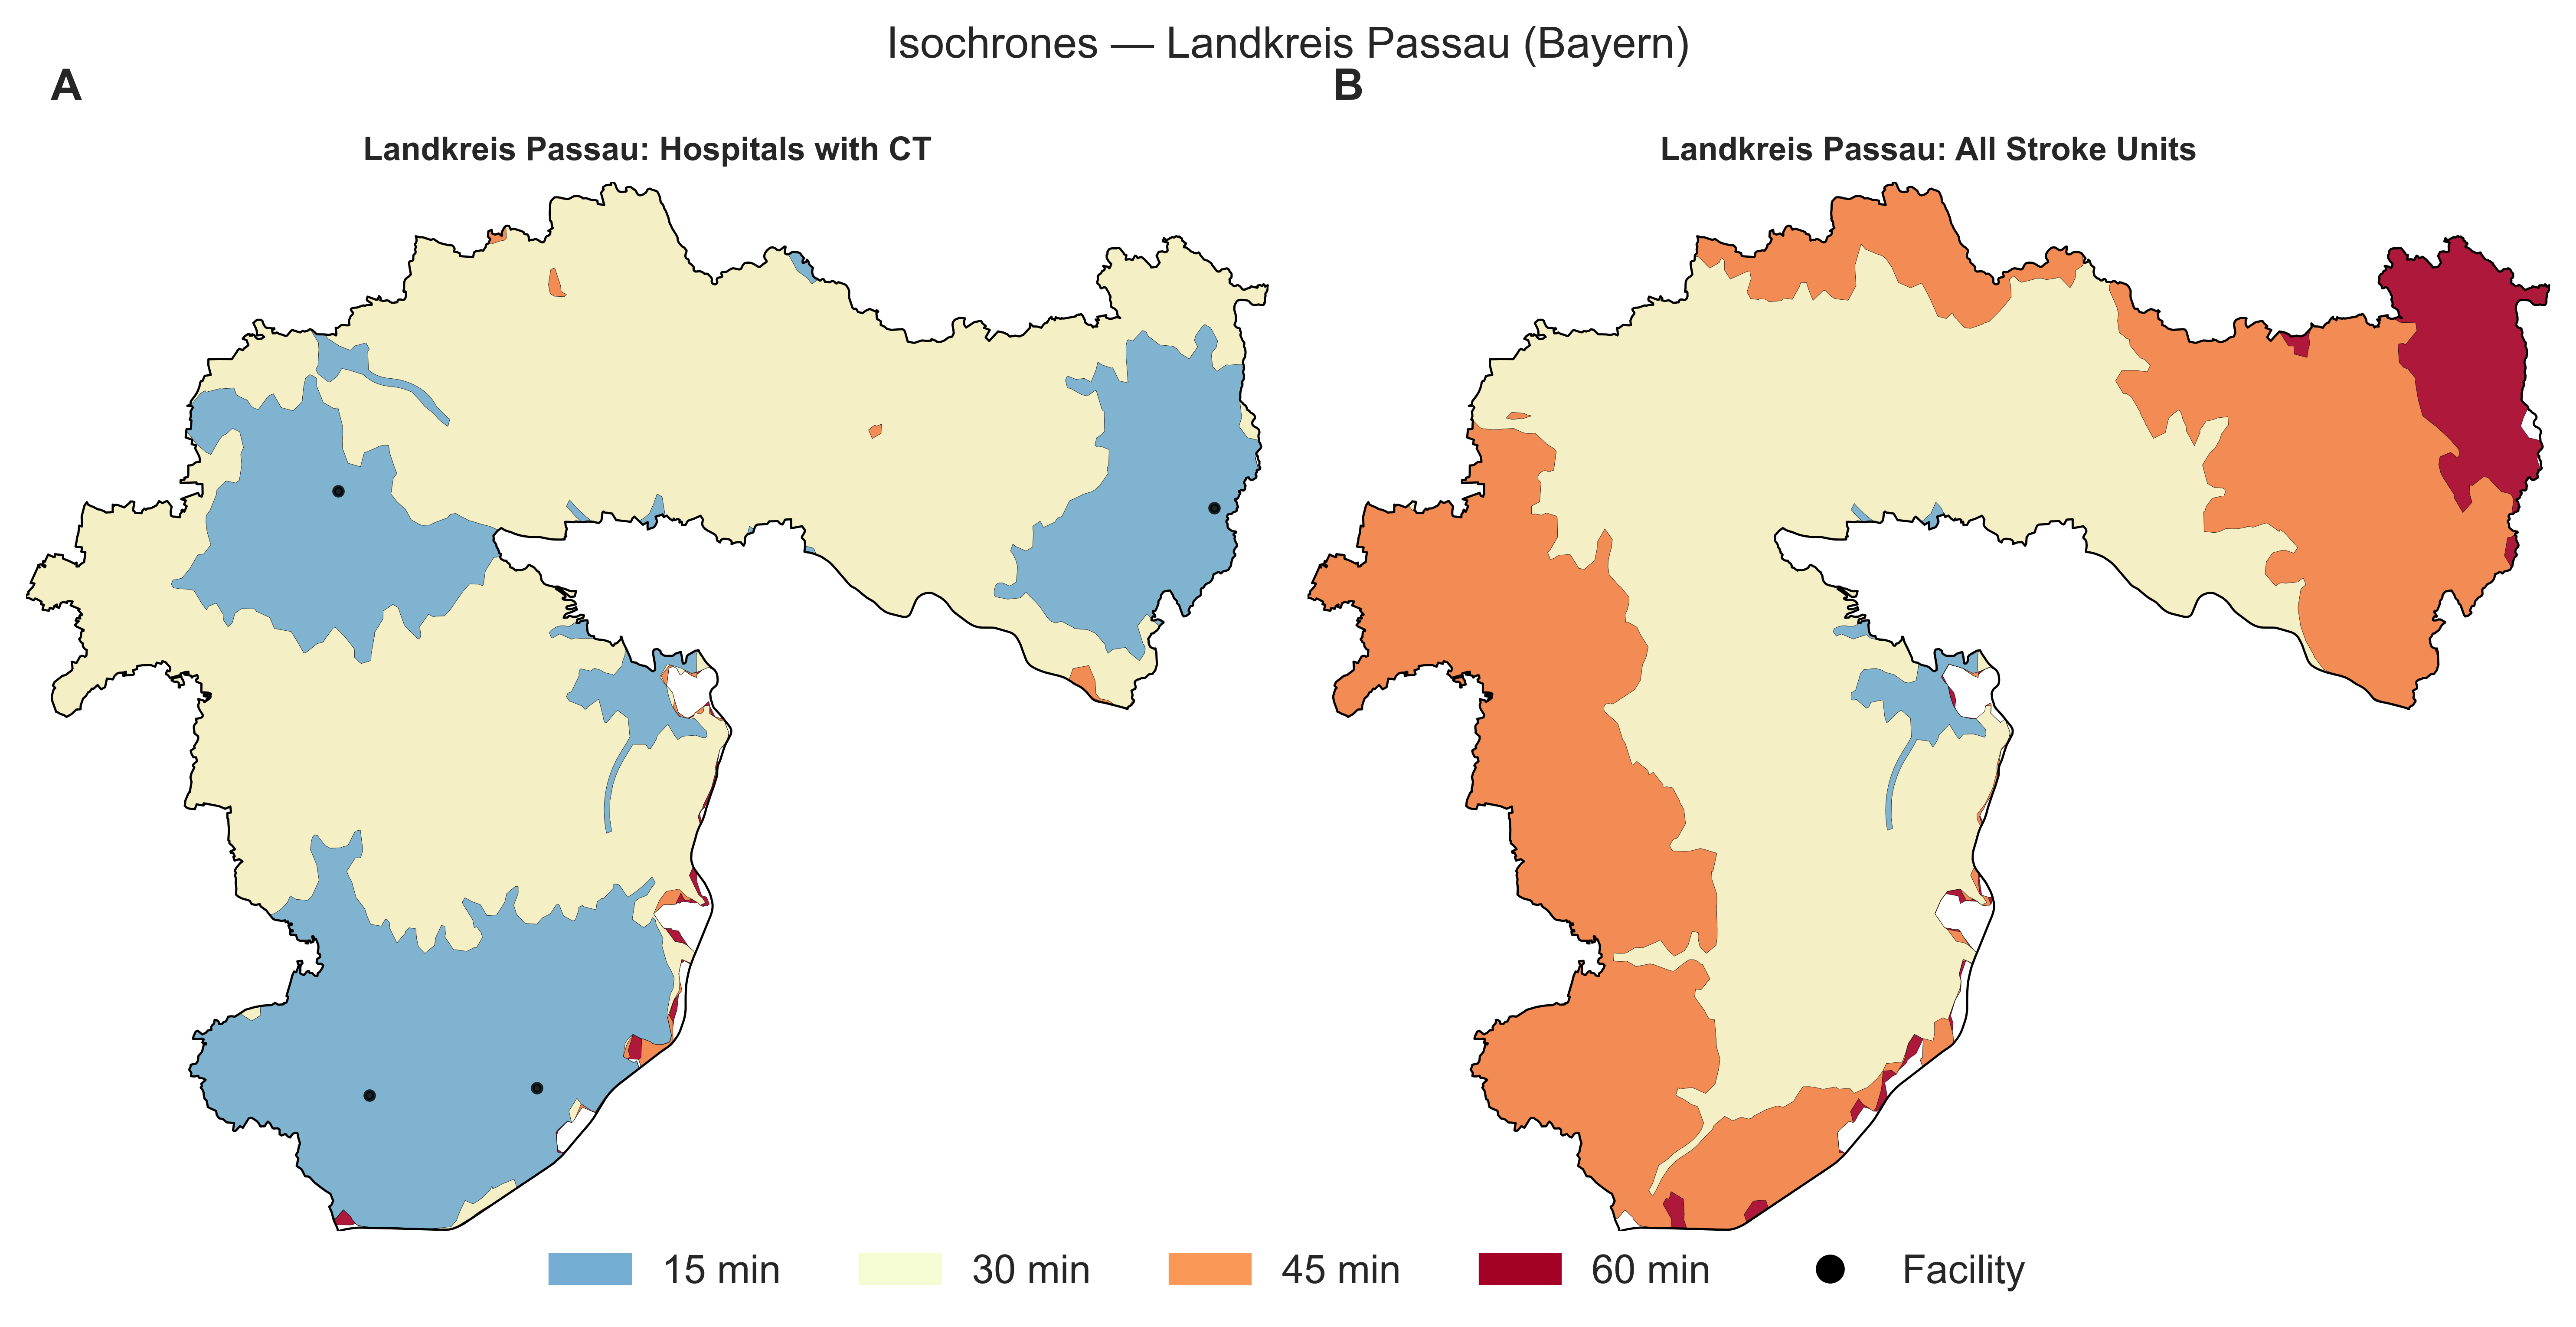 Isochrones — Landkreis Passau (Bayern)
A
B
Landkreis Passau: Hospitals with CT
Landkreis Passau: All Stroke Units
15 min
30 min
45 min
60 min
Facility